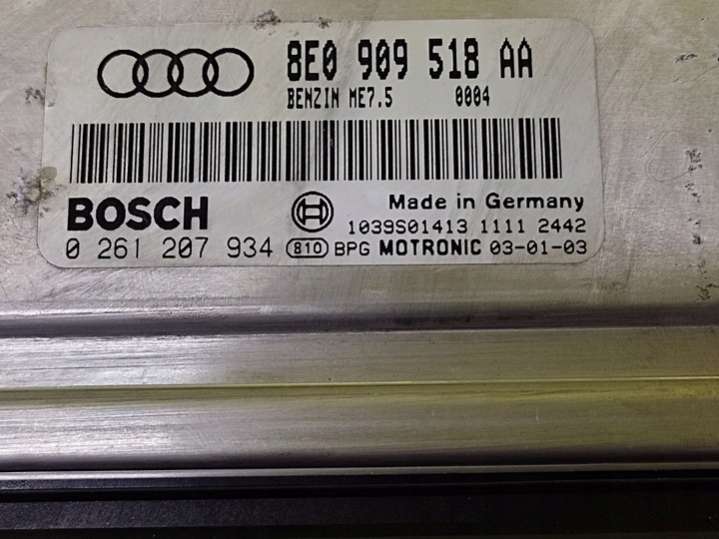 8E0 909 518 AA
BENZIN ME7.5 0004
BOSCH
Made in Germany
1039S01413 1111 2442
0 261 207 934 810 BPG MOTRONIC 03-01-03